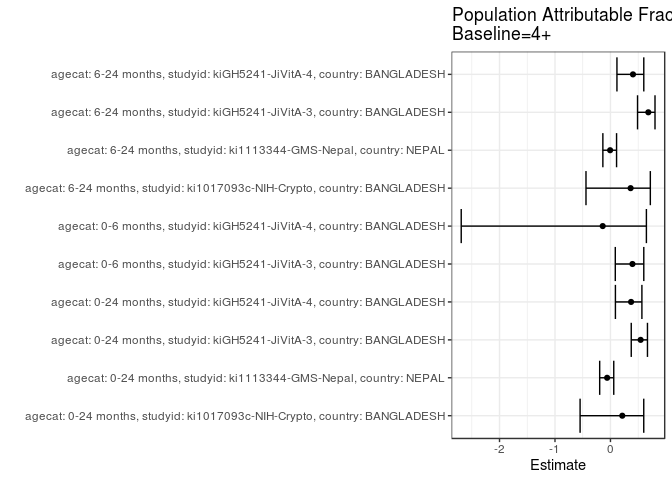 Population Attributable Frac
Baseline=4+
agecat: 6-24 months, studyid: kiGH5241-JiVitA-4, country: BANGLADESH
agecat: 6-24 months, studyid: kiGH5241-JiVitA-3, country: BANGLADESH
agecat: 6-24 months, studyid: ki1113344-GMS-Nepal, country: NEPAL
agecat: 6-24 months, studyid: ki1017093c-NIH-Crypto, country: BANGLADESH
agecat: 0-6 months, studyid: kiGH5241-JiVitA-4, country: BANGLADESH
agecat: 0-6 months, studyid: kiGH5241-JiVitA-3, country: BANGLADESH
agecat: 0-24 months, studyid: kiGH5241-JiVitA-4, country: BANGLADESH
agecat: 0-24 months, studyid: kiGH5241-JiVitA-3, country: BANGLADESH
agecat: 0-24 months, studyid: ki1113344-GMS-Nepal, country: NEPAL
agecat: 0-24 months, studyid: ki1017093c-NIH-Crypto, country: BANGLADESH
-2 -1 0
Estimate